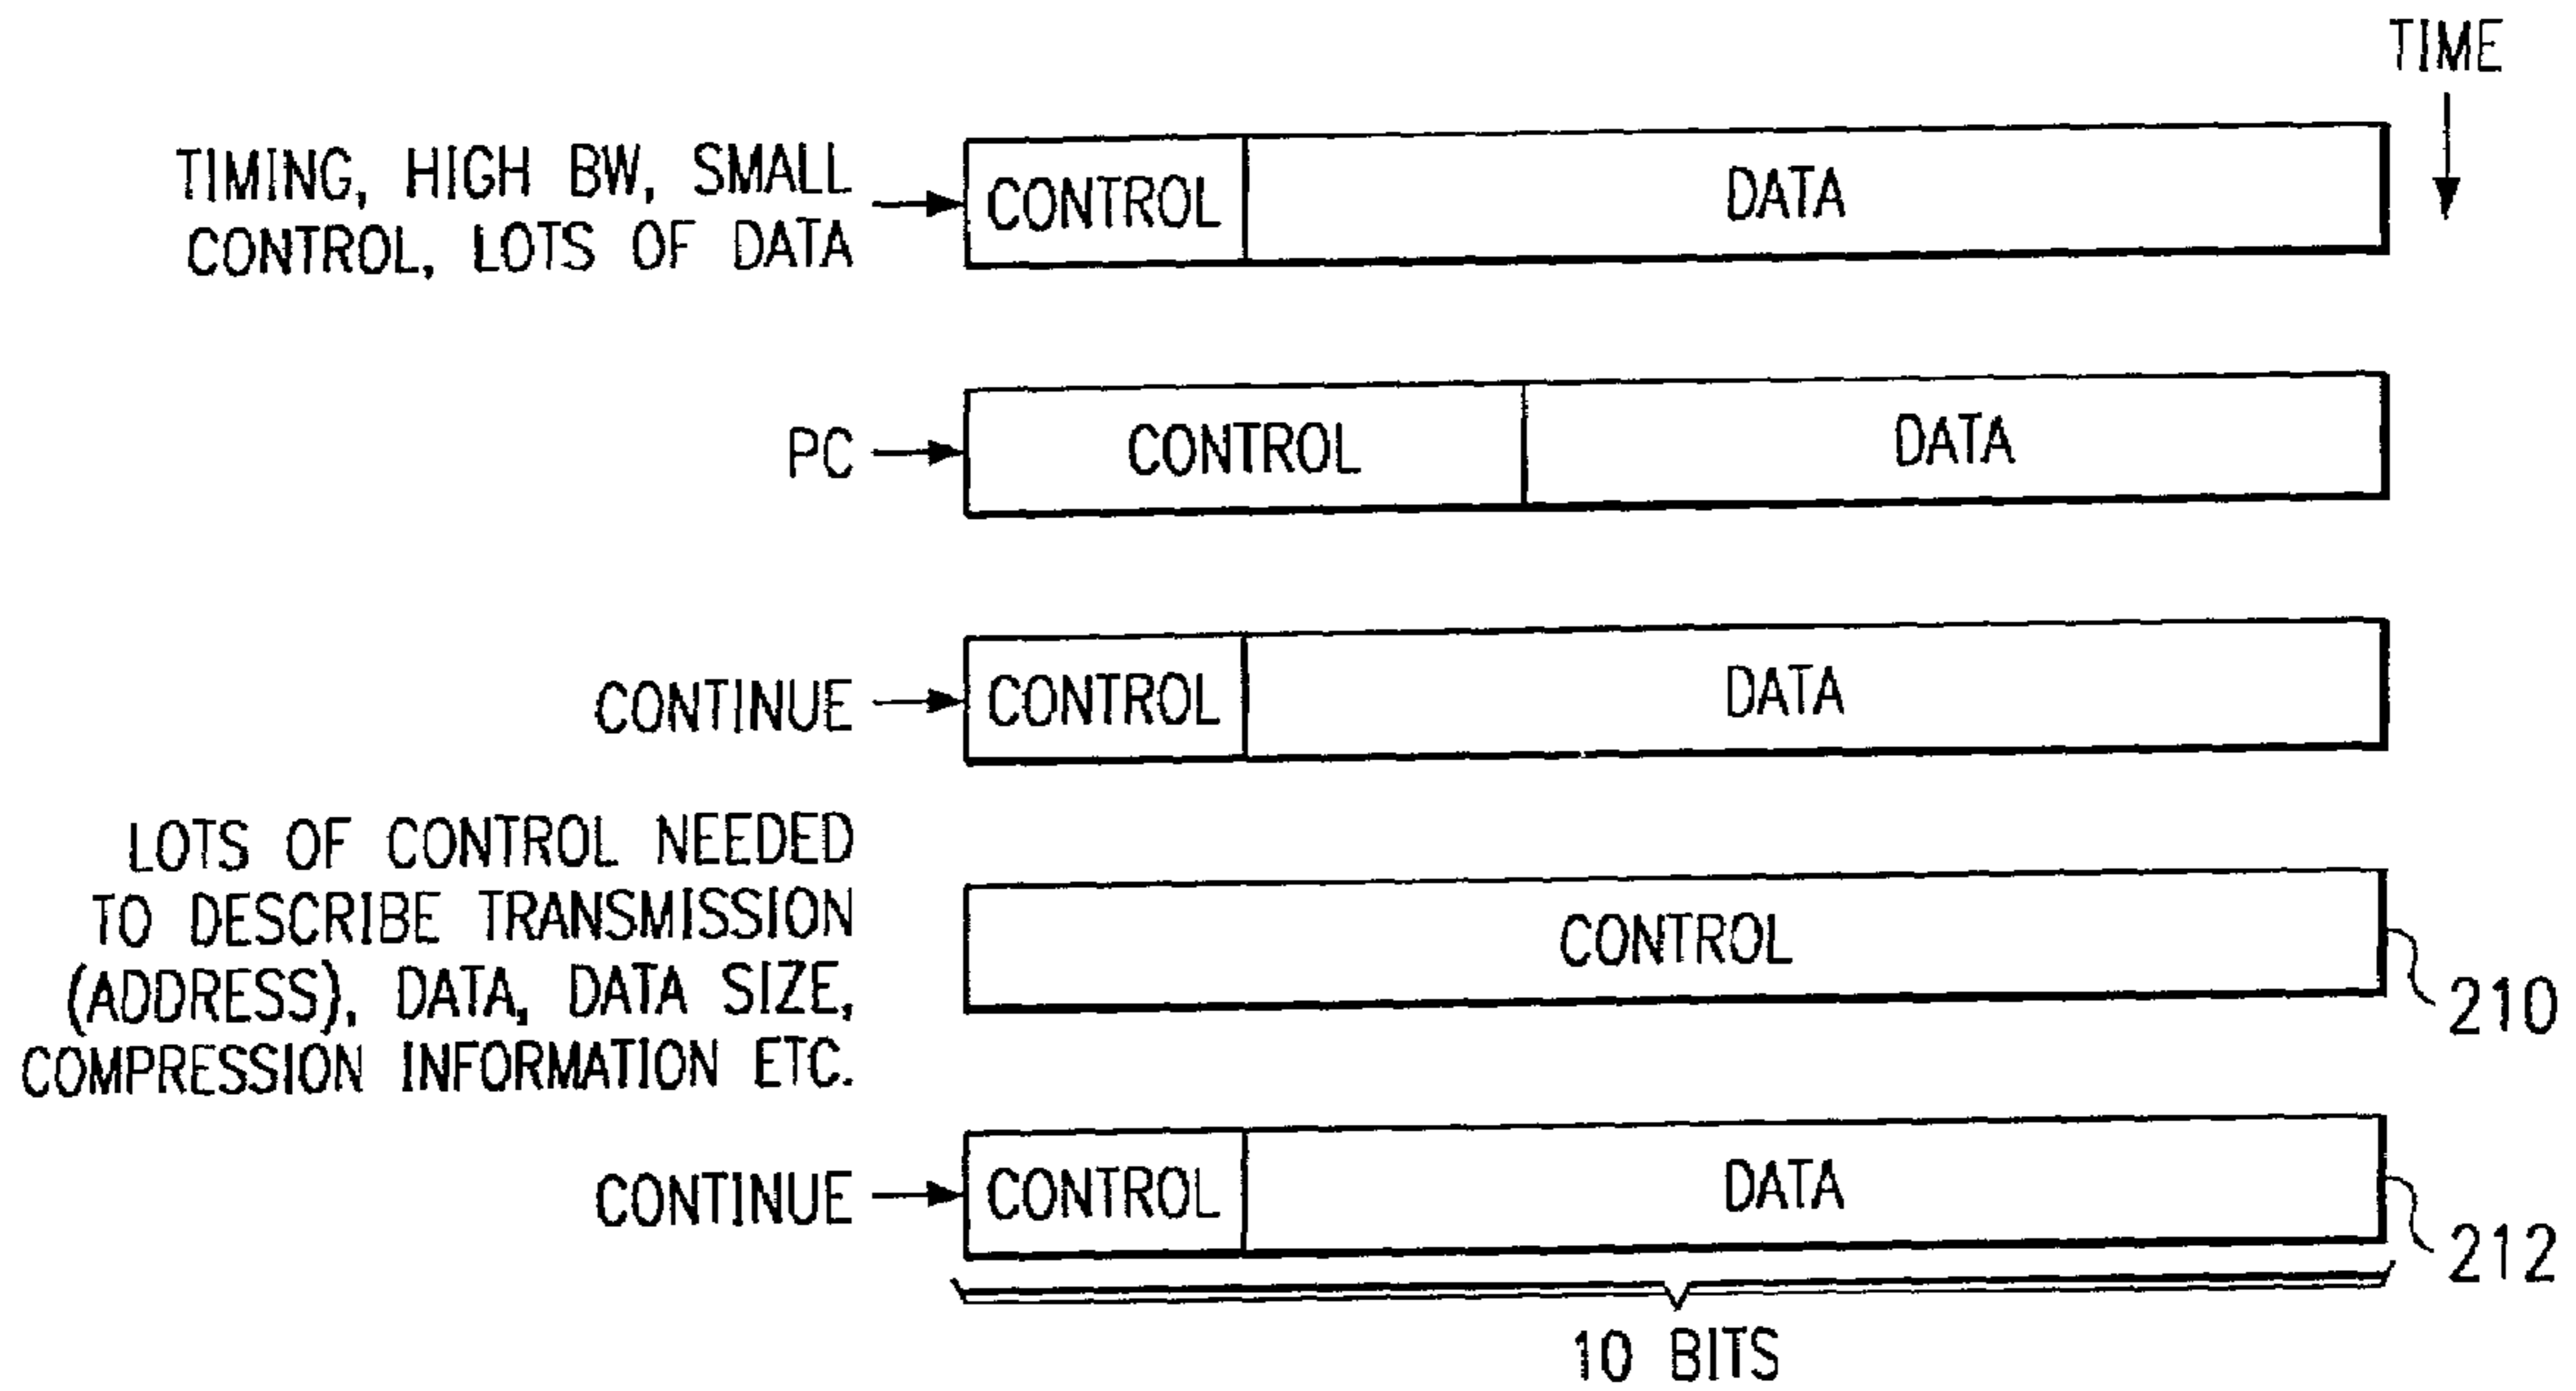 TIME
TIMING, HIGH BW, SMALL
CONTROL, LOTS OF DATA
CONTROL
DATA
PC
CONTROL
DATA
CONTINUE
CONTROL
DATA
LOTS OF CONTROL NEEDED
TO DESCRIBE TRANSMISSION
(ADDRESS), DATA, DATA SIZE,
COMPRESSION INFORMATION ETC.
CONTROL
210
CONTINUE
CONTROL
DATA
212
10 BITS